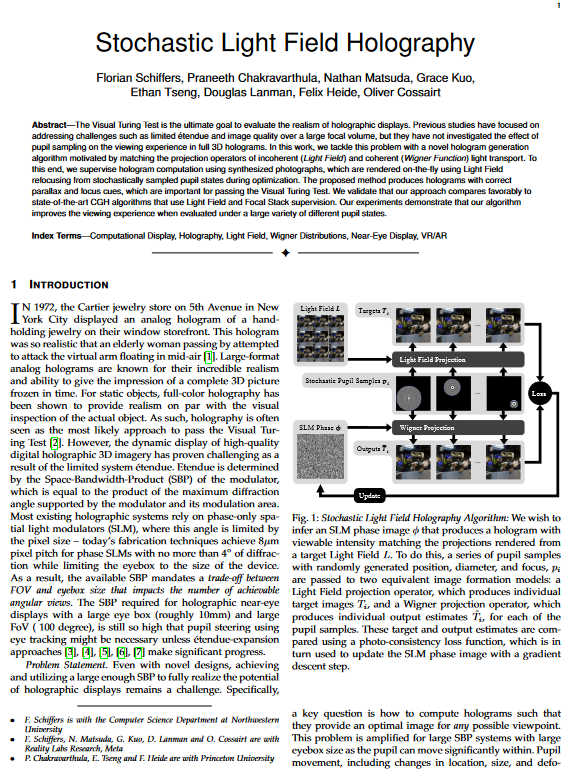 1
Stochastic Light Field Holography
Florian Schiffers, Praneeth Chakravarthula, Nathan Matsuda, Grace Kuo,
Ethan Tseng, Douglas Lanman, Felix Heide, Oliver Cossairt
Abstract—The Visual Turing Test is the ultimate goal to evaluate the realism of holographic displays. Previous studies have focused on
addressing challenges such as limited étendue and image quality over a large focal volume, but they have not investigated the effect of
pupil sampling on the viewing experience in full 3D holograms. In this work, we tackle this problem with a novel hologram generation
algorithm motivated by matching the projection operators of incoherent (Light Field) and coherent (Wigner Function) light transport. To
this end, we supervise hologram computation using synthesized photographs, which are rendered on-the-fly using Light Field
refocusing from stochastically sampled pupil states during optimization. The proposed method produces holograms with correct
parallax and focus cues, which are important for passing the Visual Turing Test. We validate that our approach compares favorably to
state-of-the-art CGH algorithms that use Light Field and Focal Stack supervision. Our experiments demonstrate that our algorithm
improves the viewing experience when evaluated under a large variety of different pupil states.
Index Terms—Computational Display, Holography, Light Field, Wigner Distributions, Near-Eye Display, VR/AR
1 INTRODUCTION
IN 1972, the Cartier jewelry store on 5th Avenue in New
York City displayed an analog hologram of a hand-
holding jewelry on their window storefront. This hologram
was so realistic that an elderly woman passing by attempted
to attack the virtual arm floating in mid-air [1]. Large-format
analog holograms are known for their incredible realism
and ability to give the impression of a complete 3D picture
frozen in time. For static objects, full-color holography has
been shown to provide realism on par with the visual
inspection of the actual object. As such, holography is often
seen as the most likely approach to pass the Visual Tur-
ing Test [2]. However, the dynamic display of high-quality
digital holographic 3D imagery has proven challenging as a
result of the limited system étendue. Etendue is determined
by the Space-Bandwidth-Product (SBP) of the modulator,
which is equal to the product of the maximum diffraction
angle supported by the modulator and its modulation area.
Most existing holographic systems rely on phase-only spa-
tial light modulators (SLM), where this angle is limited by
the pixel size – today's fabrication techniques achieve 8μm
pixel pitch for phase SLMs with no more than 4° of diffrac-
tion while limiting the eyebox to the size of the device.
As a result, the available SBP mandates a trade-off between
FOV and eyebox size that impacts the number of achievable
angular views. The SBP required for holographic near-eye
displays with a large eye box (roughly 10mm) and large
FoV ( 100 degree), is still so high that pupil steering using
eye tracking might be necessary unless étendue-expansion
approaches [3], [4], [5], [6], [7] make significant progress.
Problem Statement. Even with novel designs, achieving
and utilizing a large enough SBP to fully realize the potential
of holographic displays remains a challenge. Specifically,
• F. Schiffers is with the Computer Science Department at Northwestern
University
• F. Schiffers, N. Matsuda, G. Kuo, D. Lanman and O. Cossairt are with
Reality Labs Research, Meta
• P. Chakravarthula, E. Tseng and F. Heide are with Princeton University
Light Field L
Targets Tᵢ
...
Light Field Projection
Stochastic Pupil Samples pᵢ
...
Loss
SLM Phase ϕ
Wigner Projection
Outputs T̂ᵢ
...
Update
Fig. 1: Stochastic Light Field Holography Algorithm: We wish to
infer an SLM phase image ϕ that produces a hologram with
viewable intensity matching the projections rendered from
a target Light Field L. To do this, a series of pupil samples
with randomly generated position, diameter, and focus, pᵢ
are passed to two equivalent image formation models: a
Light Field projection operator, which produces individual
target images Tᵢ, and a Wigner projection operator, which
produces individual output estimates T̂ᵢ, for each of the
pupil samples. These target and output estimates are com-
pared using a photo-consistency loss function, which is in
turn used to update the SLM phase image with a gradient
descent step.
a key question is how to compute holograms such that
they provide an optimal image for any possible viewpoint.
This problem is amplified for large SBP systems with large
eyebox size as the pupil can move significantly within. Pupil
movement, including changes in location, size, and defo-